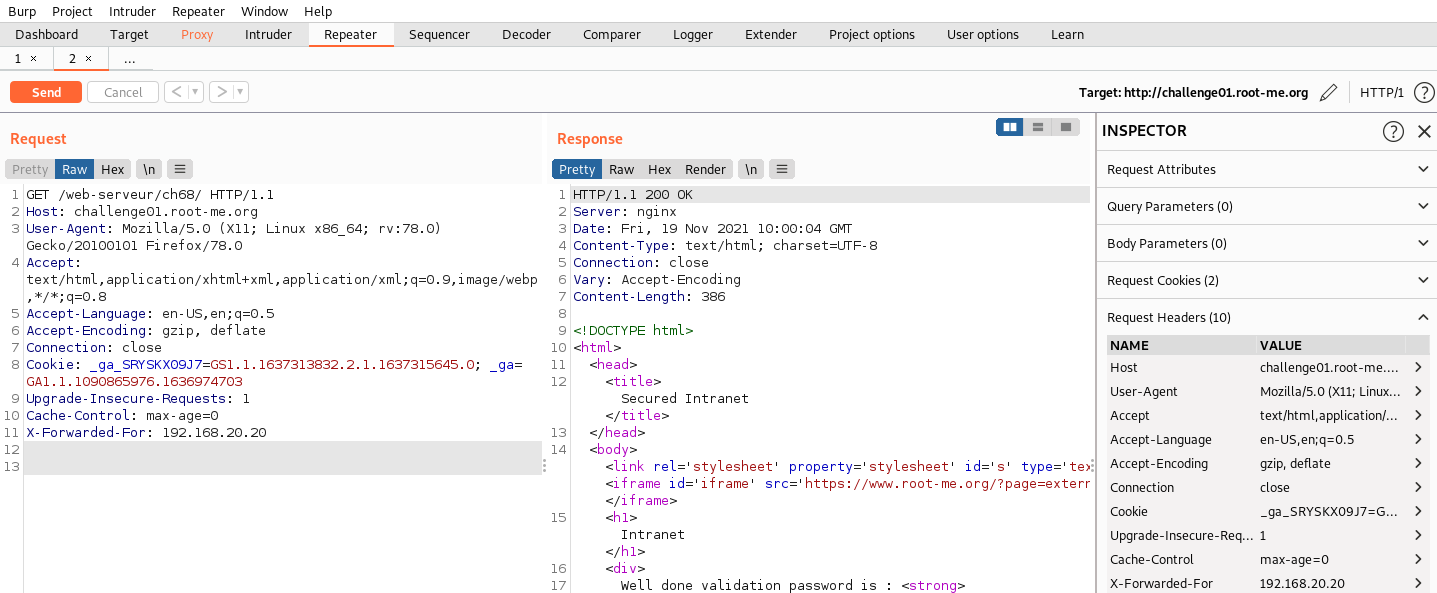 Burp Project Intruder Repeater Window Help
Dashboard Target Proxy Intruder Repeater Sequencer Decoder Comparer Logger Extender Project options User options Learn
1 × 2 × ...
Send Cancel < > Target: http://challenge01.root-me.org HTTP/1 ?
Request
Pretty Raw Hex \n
1 GET /web-serveur/ch68/ HTTP/1.1
2 Host: challenge01.root-me.org
3 User-Agent: Mozilla/5.0 (X11; Linux x86_64; rv:78.0)
Gecko/20100101 Firefox/78.0
4 Accept:
text/html,application/xhtml+xml,application/xml;q=0.9,image/webp
,*/*;q=0.8
5 Accept-Language: en-US,en;q=0.5
6 Accept-Encoding: gzip, deflate
7 Connection: close
8 Cookie: _ga_SRYSKX09J7=GS1.1.1637313832.2.1.1637315645.0; _ga=
GA1.1.1090865976.1636974703
9 Upgrade-Insecure-Requests: 1
10 Cache-Control: max-age=0
11 X-Forwarded-For: 192.168.20.20
12
13
Response
Pretty Raw Hex Render \n
1 HTTP/1.1 200 OK
2 Server: nginx
3 Date: Fri, 19 Nov 2021 10:00:04 GMT
4 Content-Type: text/html; charset=UTF-8
5 Connection: close
6 Vary: Accept-Encoding
7 Content-Length: 386
8
9 <!DOCTYPE html>
10 <html>
11 <head>
12 <title>
Secured Intranet
</title>
13 </head>
14 <body>
<link rel='stylesheet' property='stylesheet' id='s' type='tex
<iframe id='iframe' src='https://www.root-me.org/?page=extern
</iframe>
15 <h1>
Intranet
</h1>
16 <div>
17 Well done validation password is : <strong>
INSPECTOR ?
Request Attributes
Query Parameters (0)
Body Parameters (0)
Request Cookies (2)
Request Headers (10)
NAME VALUE
Host challenge01.root-me....
User-Agent Mozilla/5.0 (X11; Linux...
Accept text/html,application/...
Accept-Language en-US,en;q=0.5
Accept-Encoding gzip, deflate
Connection close
Cookie _ga_SRYSKX09J7=G...
Upgrade-Insecure-Req... 1
Cache-Control max-age=0
X-Forwarded-For 192.168.20.20